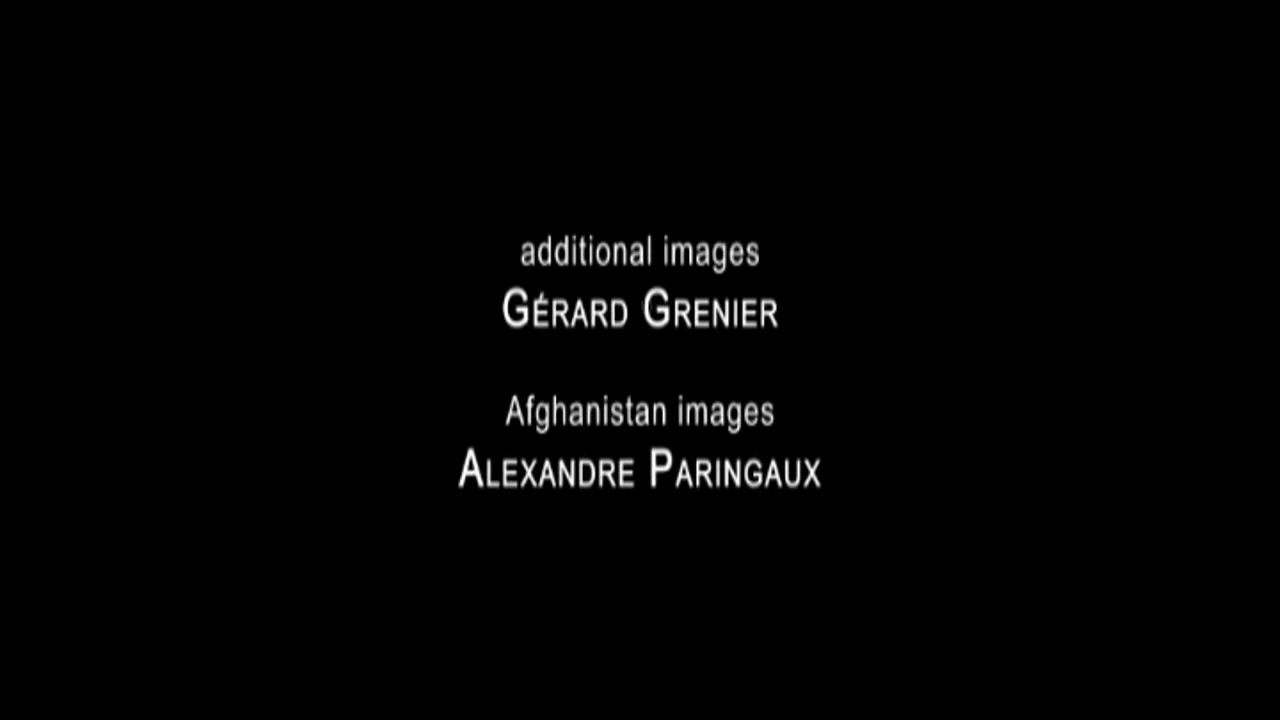 additional images
GÉRARD GRENIER
Afghanistan images
ALEXANDRE PARINGAUX